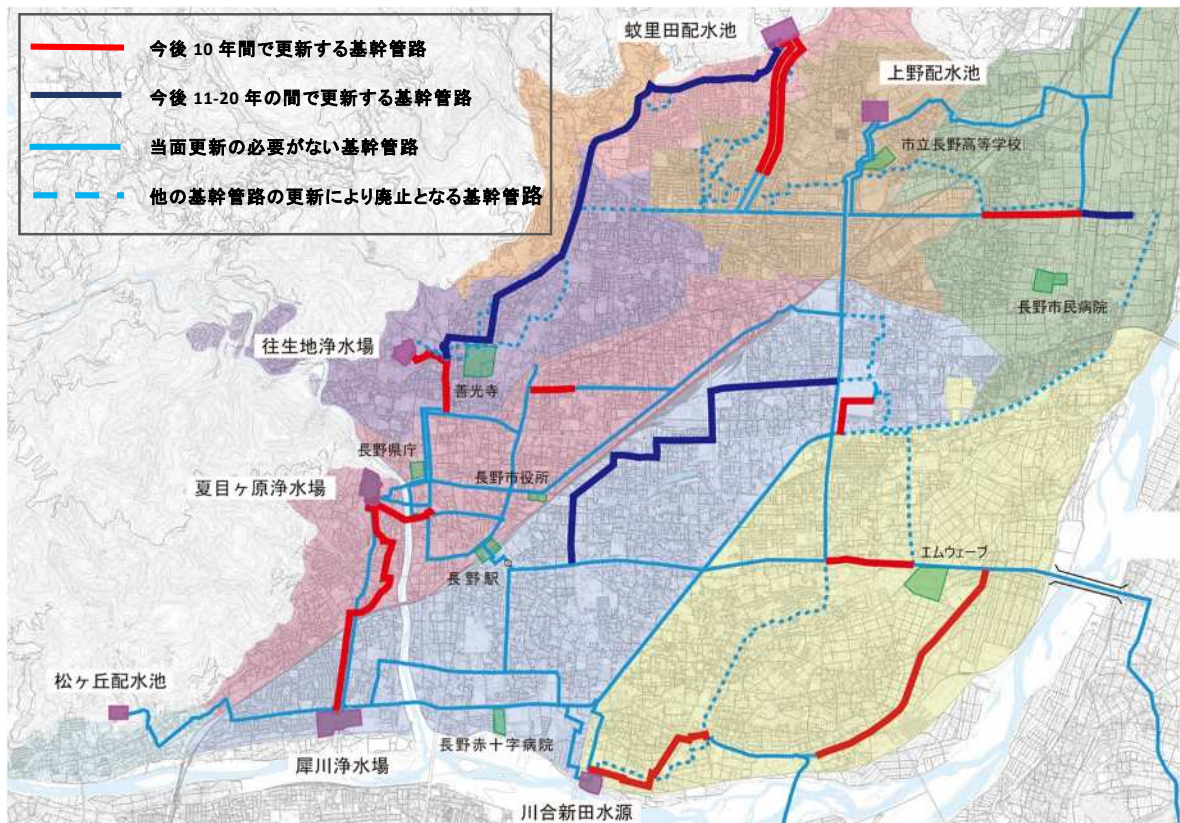 今後 10 年間で更新する基幹管路
今後 11-20 年の間で更新する基幹管路
当面更新の必要がない基幹管路
他の基幹管路の更新により廃止となる基幹管路
蚊里田配水池
上野配水池
市立長野高等学校
長野市民病院
往生地浄水場
善光寺
長野県庁
長野市役所
夏目ヶ原浄水場
エムウェーブ
長野駅
松ヶ丘配水池
長野赤十字病院
犀川浄水場
川合新田水源